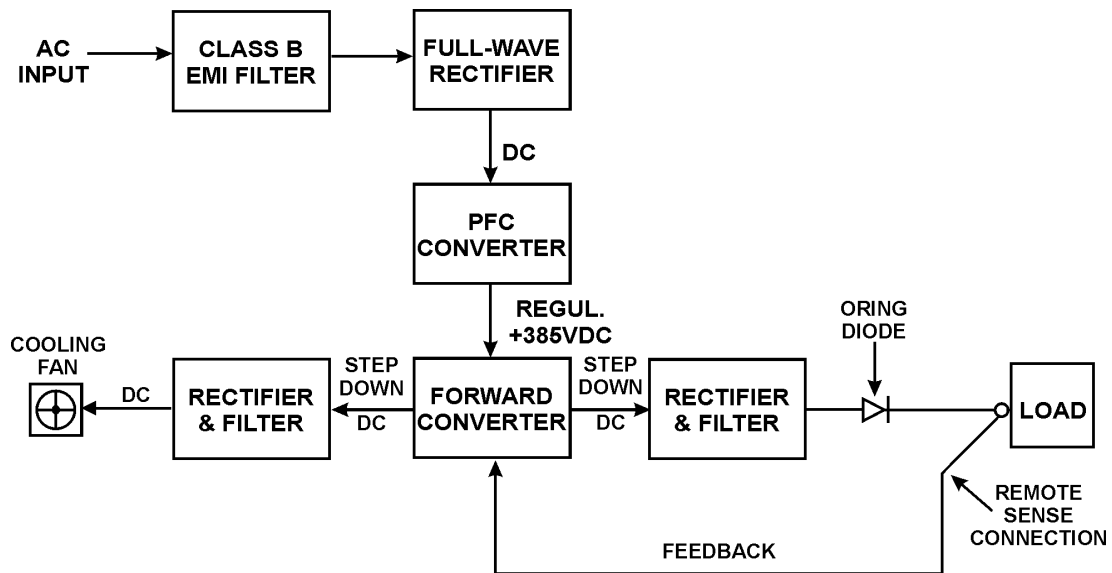 AC
INPUT
CLASS B
EMI FILTER
FULL-WAVE
RECTIFIER
DC
PFC
CONVERTER
REGUL.
+385VDC
COOLING
FAN
DC
RECTIFIER
& FILTER
STEP
DOWN
DC
FORWARD
CONVERTER
STEP
DOWN
DC
RECTIFIER
& FILTER
ORING
DIODE
LOAD
REMOTE
SENSE
CONNECTION
FEEDBACK